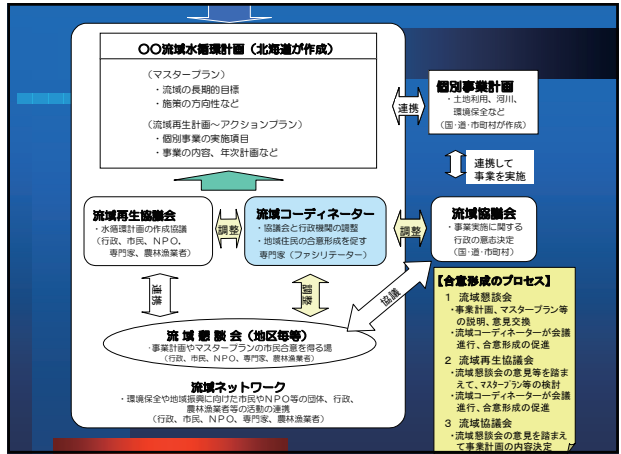 〇〇流域水循環計画（北海道が作成）
（マスタープラン）
・流域の長期的目標
・施策の方向性など
（流域再生計画～アクションプラン）
・個別事業の実施項目
・事業の内容、年次計画など
連携
個別事業計画
・土地利用、河川、
環境保全など
（国・道・市町村が作成）
連携して
事業を実施
流域再生協議会
・水循環計画の作成協議
（行政、市民、ＮＰＯ、
専門家、農林漁業者）
調整
流域コーディネーター
・協議会と行政機関の調整
・地域住民の合意形成を促す
専門家（ファシリテーター）
調整
流域協議会
・事業実施に関する
行政の意志決定
（国・道・市町村）
連携
調整
協議
流域懇談会（地区毎等）
・事業計画やマスタープランの市民合意を得る場
（行政、市民、ＮＰＯ、専門家、農林漁業者）
流域ネットワーク
・環境保全や地域振興に向けた市民やNPO等の団体、行政、
農林漁業者等の活動の連携
（行政、市民、ＮＰＯ、専門家、農林漁業者）
【合意形成のプロセス】
１ 流域懇談会
・事業計画、マスタープラン等
の説明、意見交換
・流域コーディネーターが会議
進行、合意形成の促進
２ 流域再生協議会
・流域懇談会の意見等を踏ま
えて、ﾏｽﾀｰﾌﾟﾗﾝ等の検討
・流域コーディネーターが会議
進行、合意形成の促進
３ 流域協議会
・流域懇談会の意見を踏まえ
て事業計画の内容決定